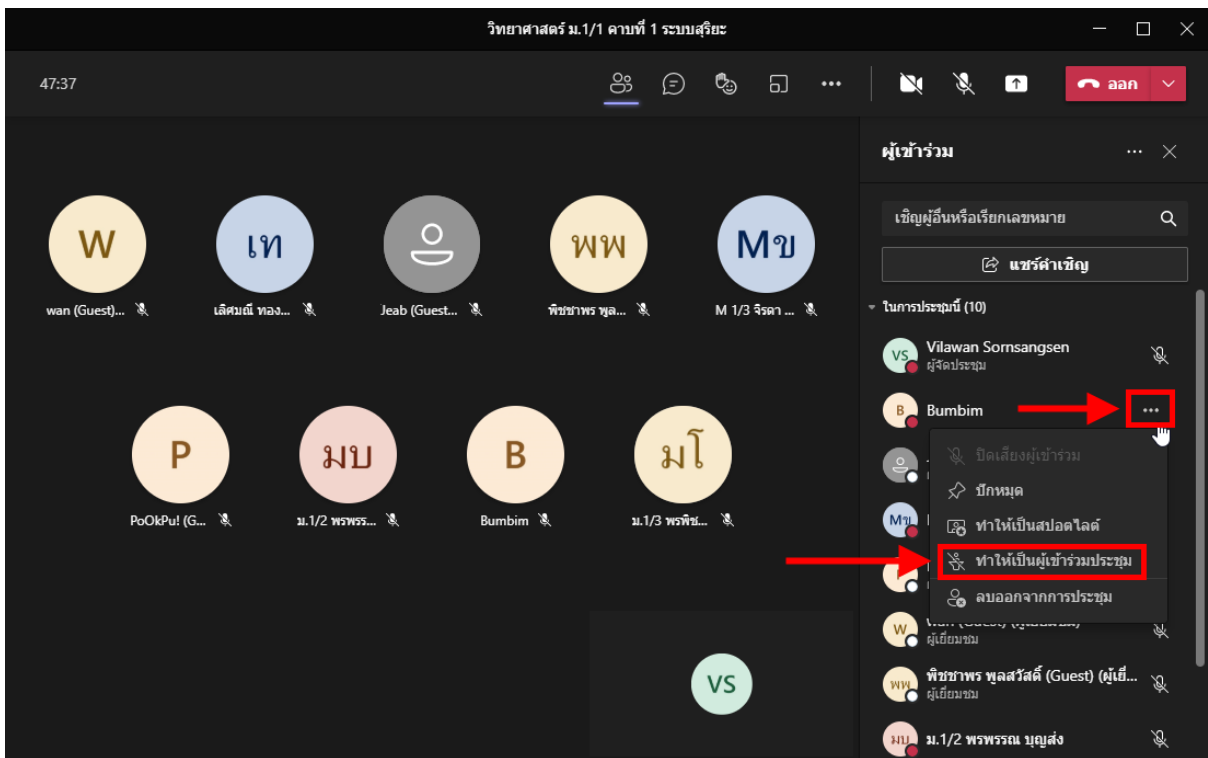 วิทยาศาสตร์ ม.1/1 คาบที่ 1 ระบบสุริยะ
47:37
ออก
W
wan (Guest)...
เท
เลิศมณี ทอง...
Jeab (Guest...
พพ
พิชชาพร พูล...
Mข
M 1/3 จิรดา ...
P
PoOkPu! (G...
มบ
ม.1/2 พรพรร...
B
Bumbim
มโ
ม.1/3 พรพิช...
VS
ผู้เข้าร่วม
เชิญผู้อื่นหรือเรียกเลขหมาย
แชร์คำเชิญ
ในการประชุมนี้ (10)
VS
Vilawan Sornsangsen
ผู้จัดประชุม
B
Bumbim
ปิดเสียงผู้เข้าร่วม
ปักหมุด
Mข
ทำให้เป็นสปอตไลต์
ทำให้เป็นผู้เข้าร่วมประชุม
ลบออกจากการประชุม
W
ผู้เยี่ยมชม
พพ
พิชชาพร พูลสวัสดิ์ (Guest) (ผู้เยี่...
ผู้เยี่ยมชม
มบ
ม.1/2 พรพรรณ บุญส่ง